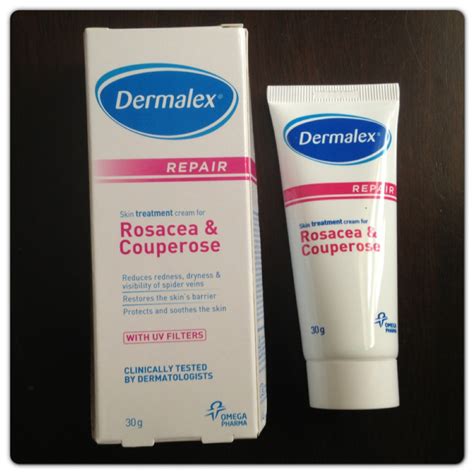 Dermalex®
REPAIR
Skin treatment cream for
Rosacea &
Couperose
Reduces redness, dryness &
visibility of spider veins
Restores the skin's barrier
Protects and soothes the skin
WITH UV FILTERS
CLINICALLY TESTED
BY DERMATOLOGISTS
30 g
OMEGA
PHARMA
Dermalex®
REPAIR
Skin treatment cream for
Rosacea &
Couperose
30 g
OMEGA
PHARMA